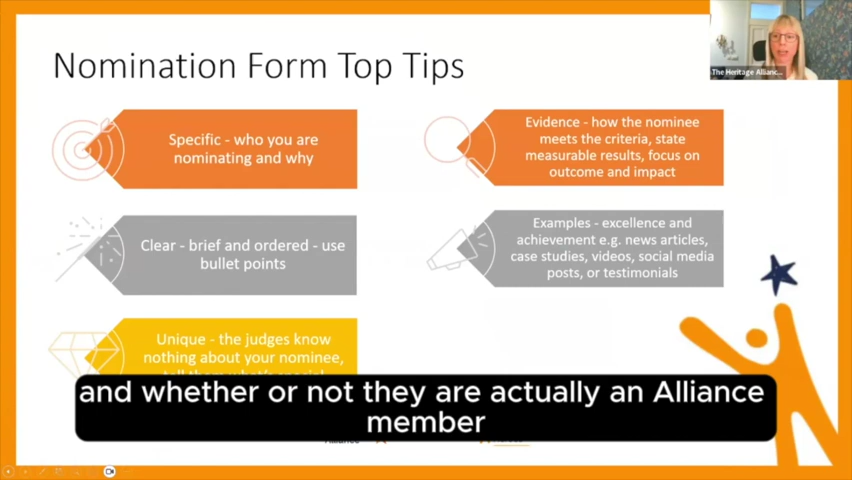 Nomination Form Top Tips
The Heritage Allianc...
Specific - who you are
nominating and why
Evidence - how the nominee
meets the criteria, state
measurable results, focus on
outcome and impact
Clear - brief and ordered - use
bullet points
Examples - excellence and
achievement e.g. news articles,
case studies, videos, social media
posts, or testimonials
Unique - the judges know
nothing about your nominee,
and whether or not they are actually an Alliance
member